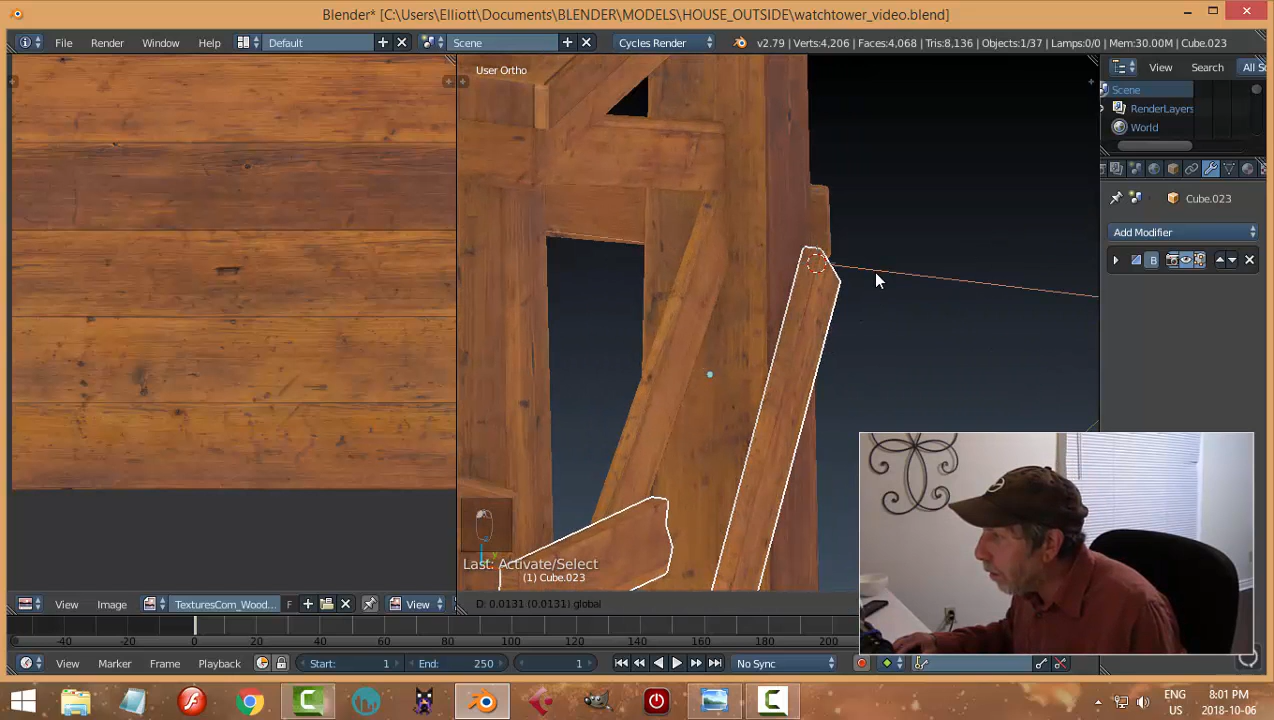 Blender* [C:\Users\Elliott\Documents\BLENDER\MODELS\HOUSE_OUTSIDE\watchtower_video.blend]
File Render Window Help Default Scene Cycles Render v2.79 | Verts:4,206 | Faces:4,068 | Tris:8,136 | Objects:1/37 | Lamps:0/0 | Mem:30.00M | Cube.023
User Ortho
View Search All Sc
Scene
RenderLayers
World
Cube.023
Add Modifier
B
Last: Activate/Select
(1) Cube.023
D: 0.0131 (0.0131) global
View Image TexturesCom_Wood... F View
-40 -20 0 20 40 60 80 100 120 140 160 180 200
View Marker Frame Playback Start: 1 End: 250 1 No Sync
ENG
US
8:01 PM
2018-10-06